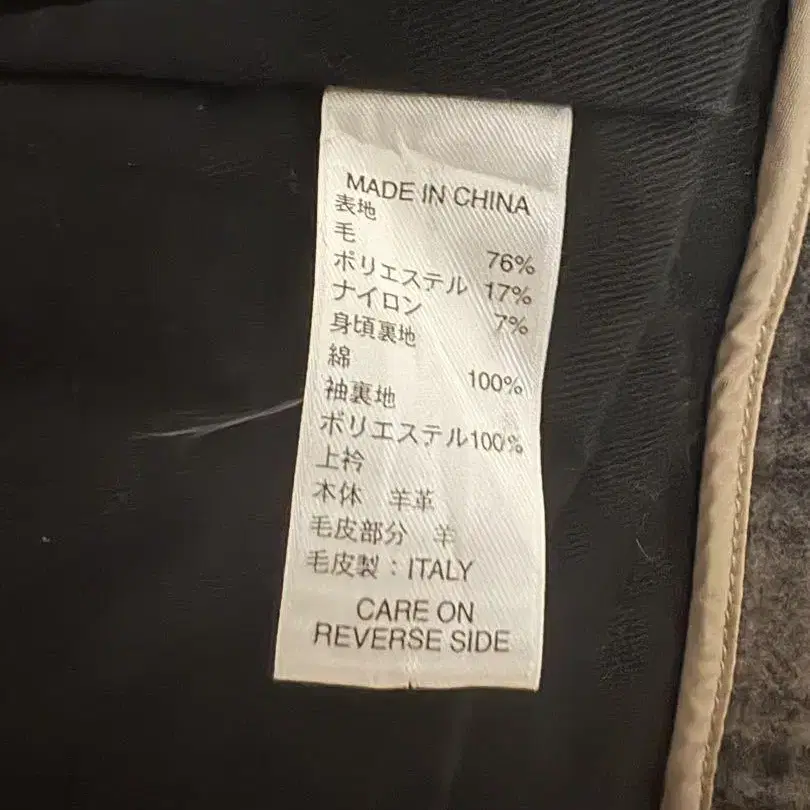 MADE IN CHINA
表地
毛 76%
ポリエステル 17%
ナイロン 7%
身頃裏地
綿 100%
袖裏地
ポリエステル100%
上衿
本体 羊革
毛皮部分 羊
毛皮製：ITALY
CARE ON
REVERSE SIDE